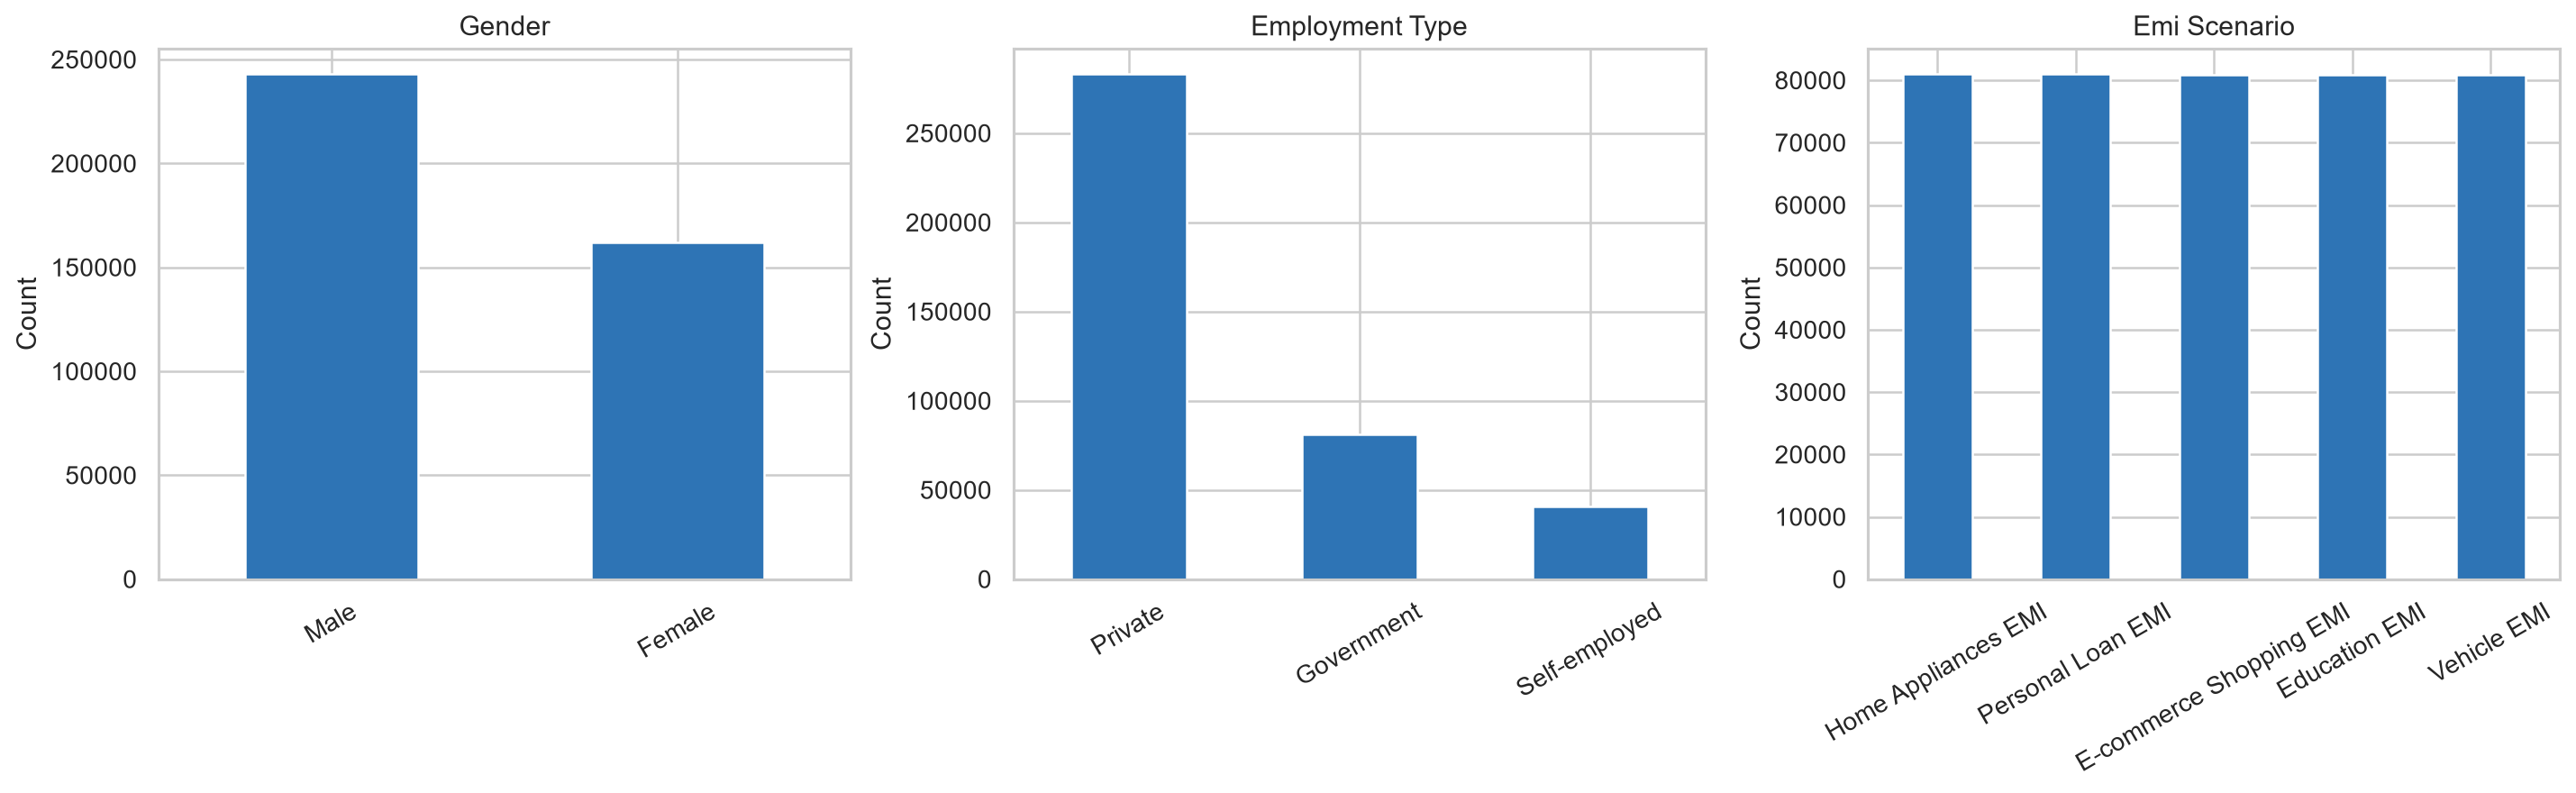 Gender
250000
200000
150000
100000
50000
0
Count
Male
Female
Employment Type
250000
200000
150000
100000
50000
0
Count
Private
Government
Self-employed
Emi Scenario
80000
70000
60000
50000
40000
30000
20000
10000
0
Count
Home Appliances EMI
Personal Loan EMI
E-commerce Shopping EMI
Education EMI
Vehicle EMI